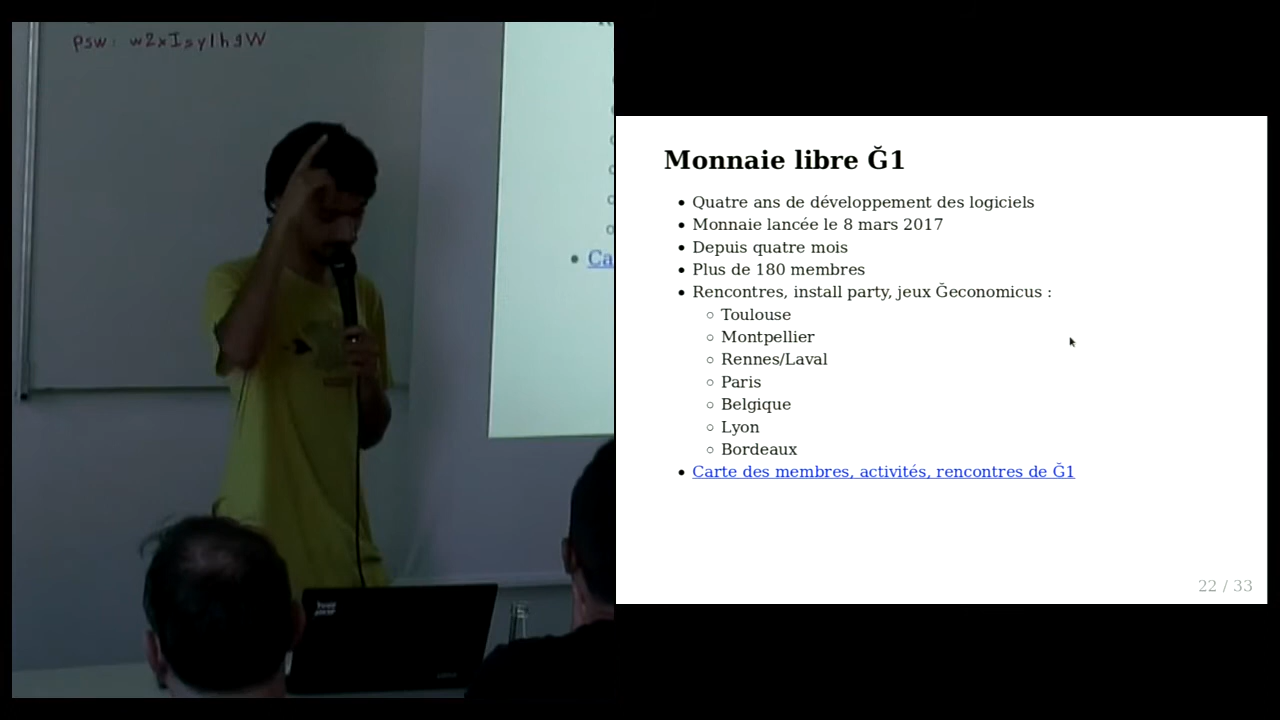 psw: w2xIsylhgW
Ca
Monnaie libre Ğ1
• Quatre ans de développement des logiciels
• Monnaie lancée le 8 mars 2017
• Depuis quatre mois
• Plus de 180 membres
• Rencontres, install party, jeux Ğeconomicus :
○ Toulouse
○ Montpellier
○ Rennes/Laval
○ Paris
○ Belgique
○ Lyon
○ Bordeaux
• Carte des membres, activités, rencontres de Ğ1
22 / 33